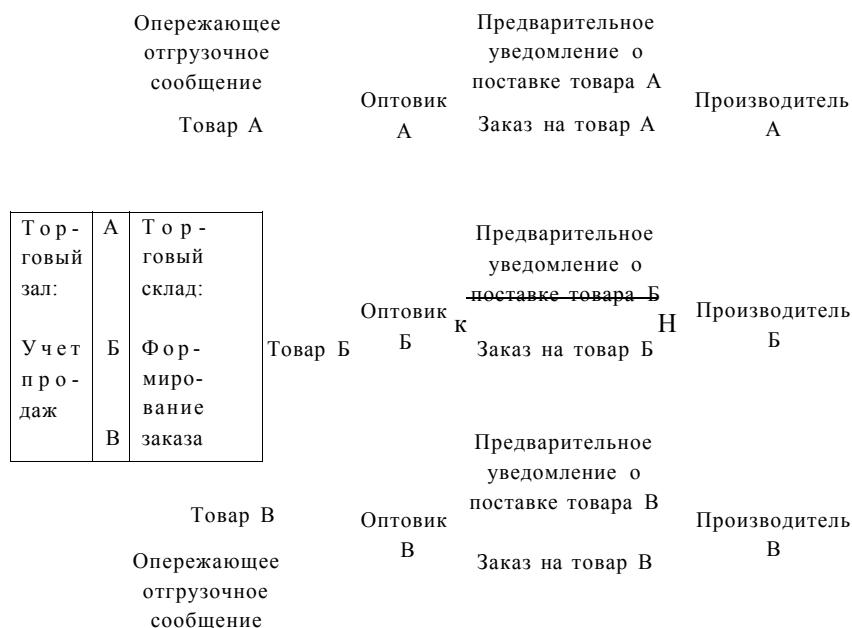 Опережающее
отгрузочное
сообщение
Товар А
Оптовик
А
Предварительное
уведомление о
поставке товара А
Заказ на товар А
Производитель
А
Тор-
говый
зал:
Учет
про-
даж
А
Б
В
Тор-
говый
склад:
Фор-
миро-
вание
заказа
Товар Б
Оптовик
Б
к
Предварительное
уведомление о
поставке товара Б
Н
Заказ на товар Б
Производитель
Б
Товар В
Опережающее
отгрузочное
сообщение
Оптовик
В
Предварительное
уведомление о
поставке товара В
Заказ на товар В
Производитель
В